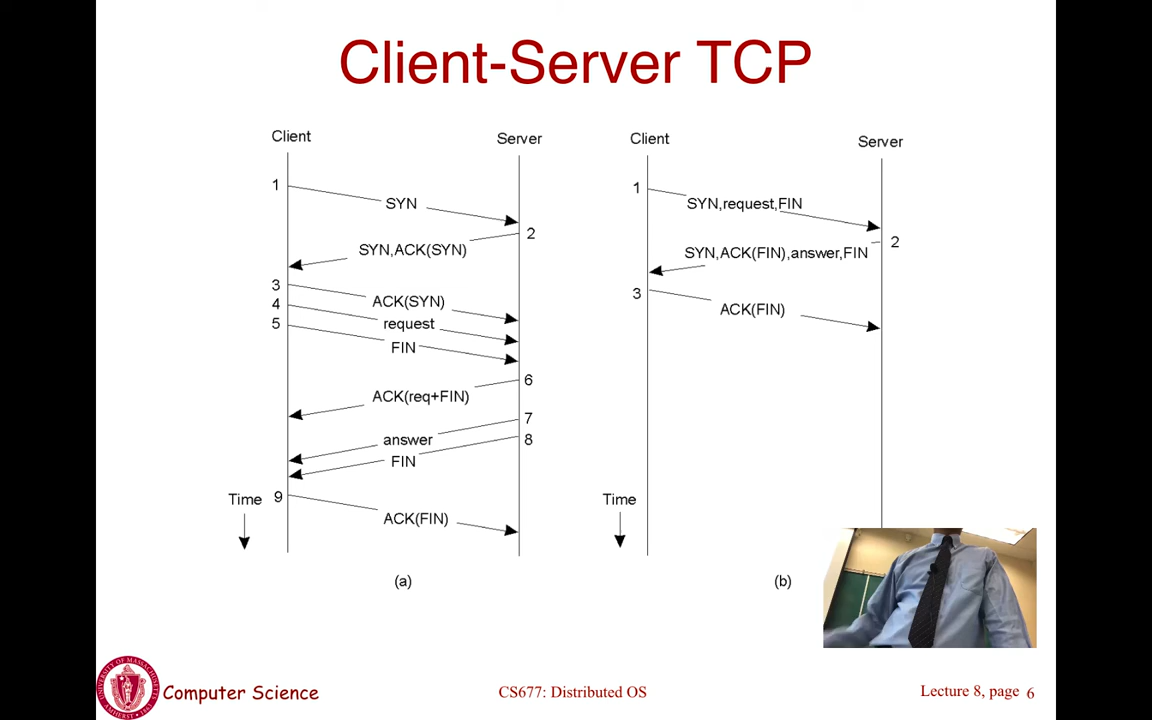 Client-Server TCP
Client
Server
1
SYN
2
SYN,ACK(SYN)
3
ACK(SYN)
4
request
5
FIN
6
ACK(req+FIN)
7
answer
8
FIN
Time
9
ACK(FIN)
(a)
Client
Server
1
SYN,request,FIN
2
SYN,ACK(FIN),answer,FIN
3
ACK(FIN)
Time
(b)
Computer Science
CS677: Distributed OS
Lecture 8, page 6